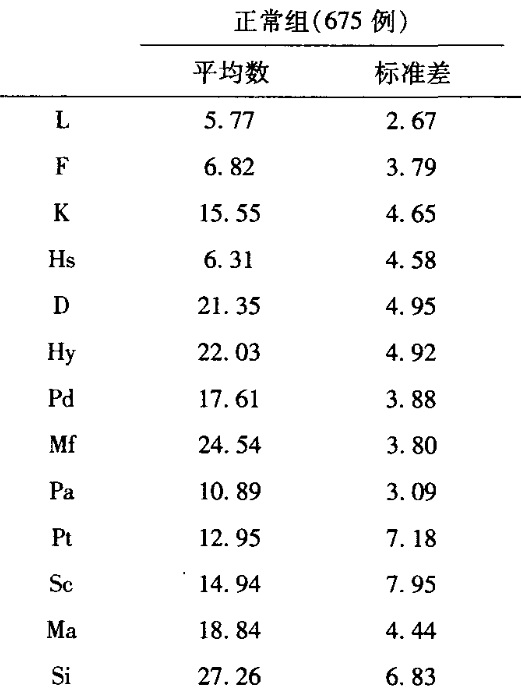 正常组(675 例)
平均数 标准差
L 5.77 2.67
F 6.82 3.79
K 15.55 4.65
Hs 6.31 4.58
D 21.35 4.95
Hy 22.03 4.92
Pd 17.61 3.88
Mf 24.54 3.80
Pa 10.89 3.09
Pt 12.95 7.18
Sc 14.94 7.95
Ma 18.84 4.44
Si 27.26 6.83